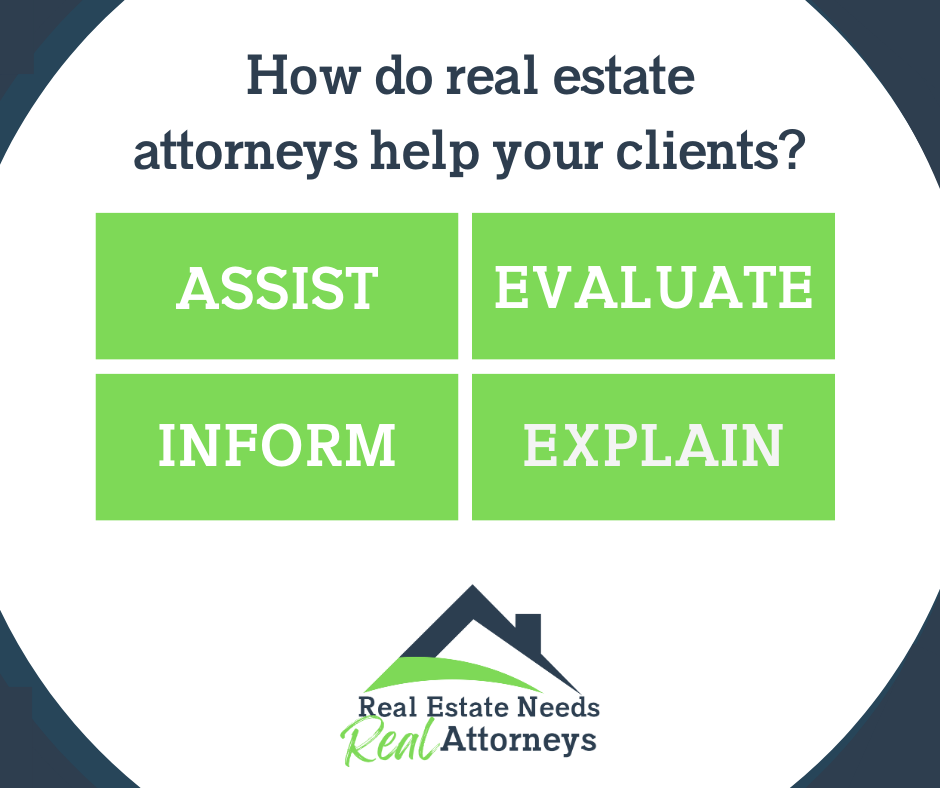 How do real estate
attorneys help your clients?
ASSIST
EVALUATE
INFORM
EXPLAIN
Real Estate Needs
Real Attorneys